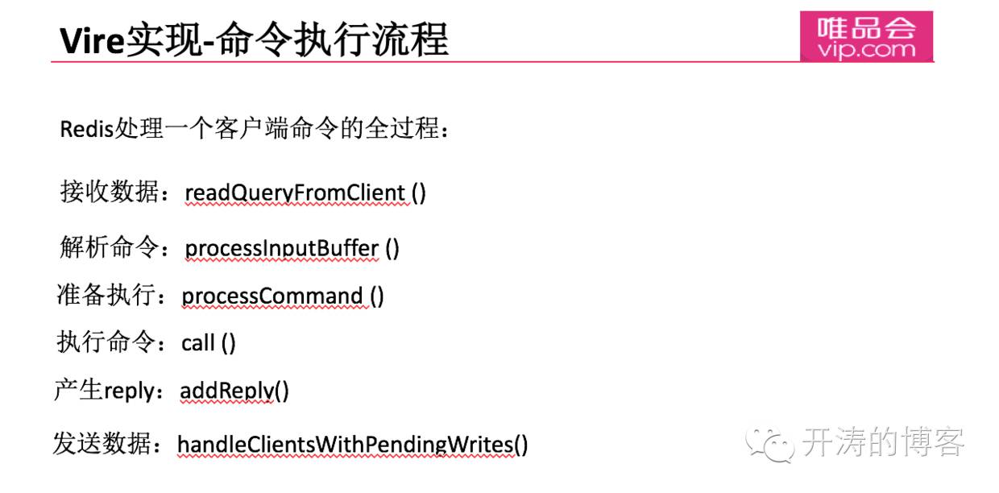 Vire实现-命令执行流程
唯品会
vip.com
Redis处理一个客户端命令的全过程：
接收数据：readQueryFromClient ()
解析命令：processInputBuffer ()
准备执行：processCommand ()
执行命令：call ()
产生reply：addReply()
发送数据：handleClientsWithPendingWrites()
开涛的博客